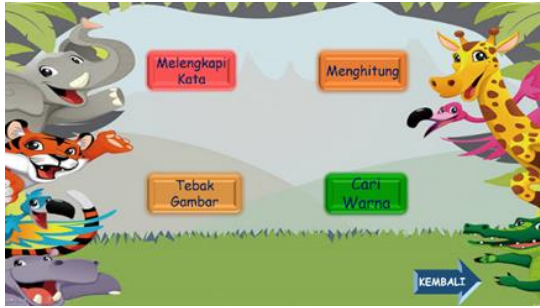 Melengkapi
Kata
Menghitung
Tebak
Gambar
Cari
Warna
KEMBALI